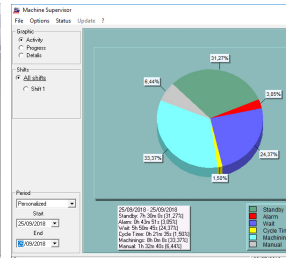 Machine Supervisor
File Options Status Update ?
Graphic
Activity
Progress
Details
Shifts
All shifts
Shift 1
Period
Personalized
Start
25/09/2018
End
25/09/2018
31,27%
3,05%
24,37%
1,50%
33,37%
6,44%
25/09/2018 - 25/09/2018
Standby: 7h 30m 0s (31,27%)
Alarm: 0h 43m 51s (3,05%)
Wait: 5h 50m 45s (24,37%)
Cycle Time: 0h 21m 35s (1,50%)
Machinings: 8h 0m 8s (33,37%)
Manual: 1h 32m 40s (6,44%)
Standby
Alarm
Wait
Cycle Tim
Machinin
Manual